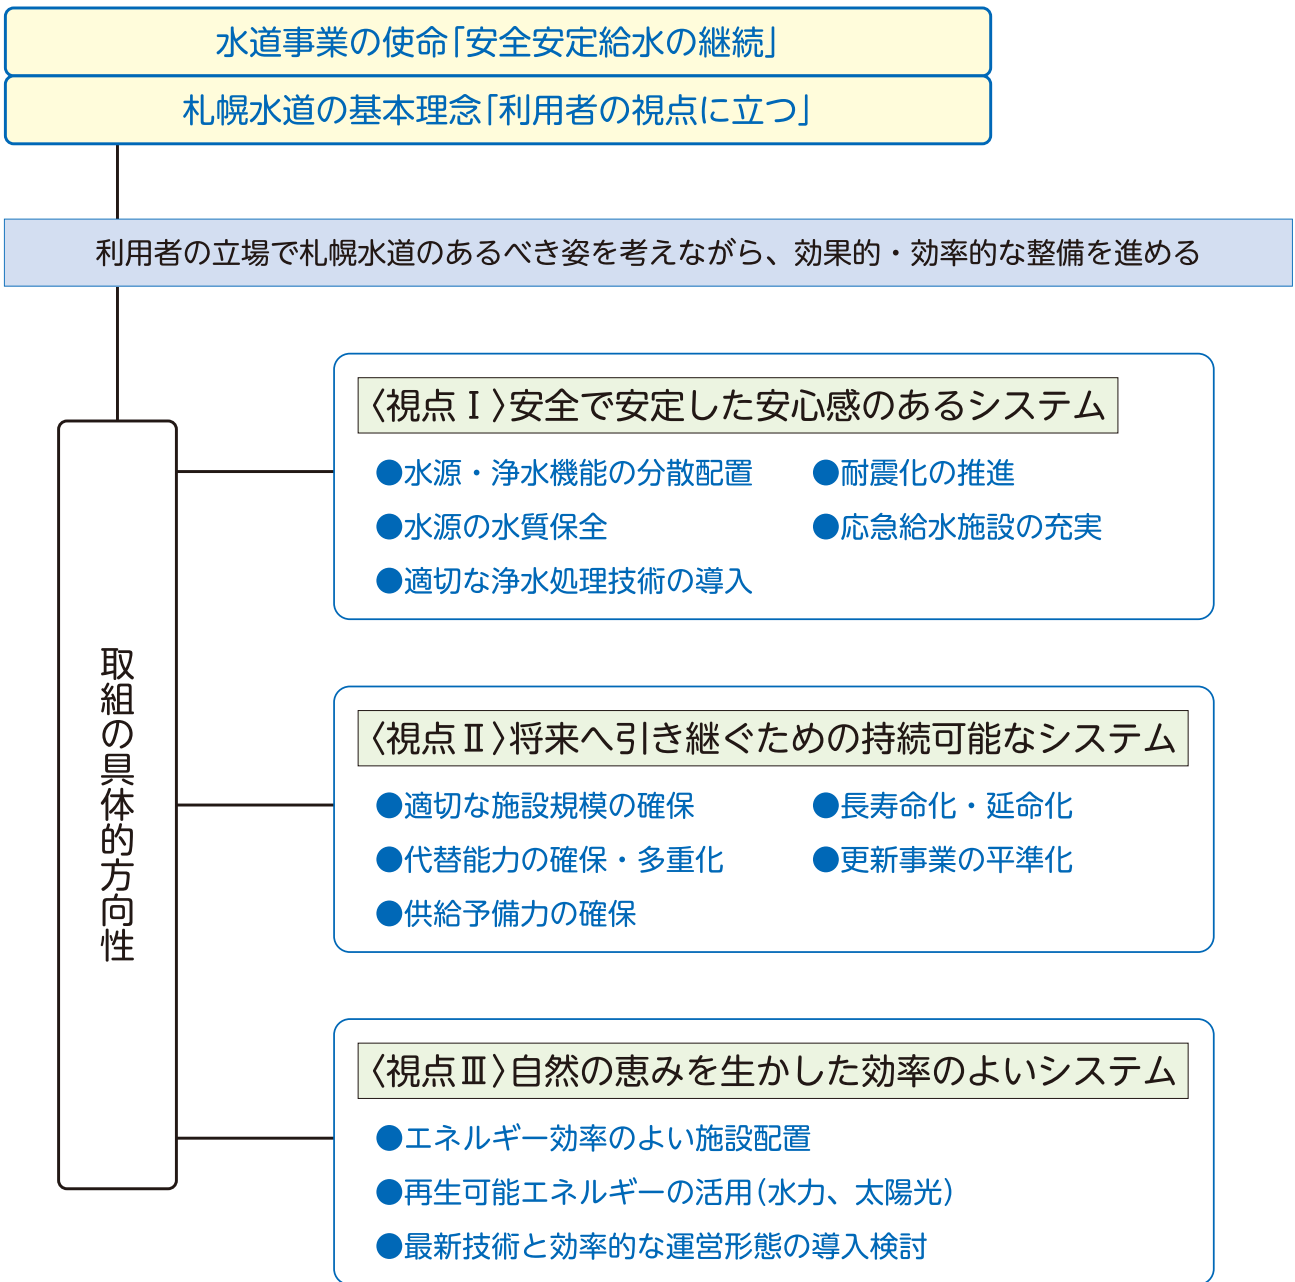 水道事業の使命「安全安定給水の継続」
札幌水道の基本理念「利用者の視点に立つ」
利用者の立場で札幌水道のあるべき姿を考えながら、効果的・効率的な整備を進める
取組の具体的方向性
〈視点Ⅰ〉安全で安定した安心感のあるシステム
●水源・浄水機能の分散配置
●耐震化の推進
●水源の水質保全
●応急給水施設の充実
●適切な浄水処理技術の導入
〈視点Ⅱ〉将来へ引き継ぐための持続可能なシステム
●適切な施設規模の確保
●長寿命化・延命化
●代替能力の確保・多重化
●更新事業の平準化
●供給予備力の確保
〈視点Ⅲ〉自然の恵みを生かした効率のよいシステム
●エネルギー効率のよい施設配置
●再生可能エネルギーの活用(水力、太陽光)
●最新技術と効率的な運営形態の導入検討